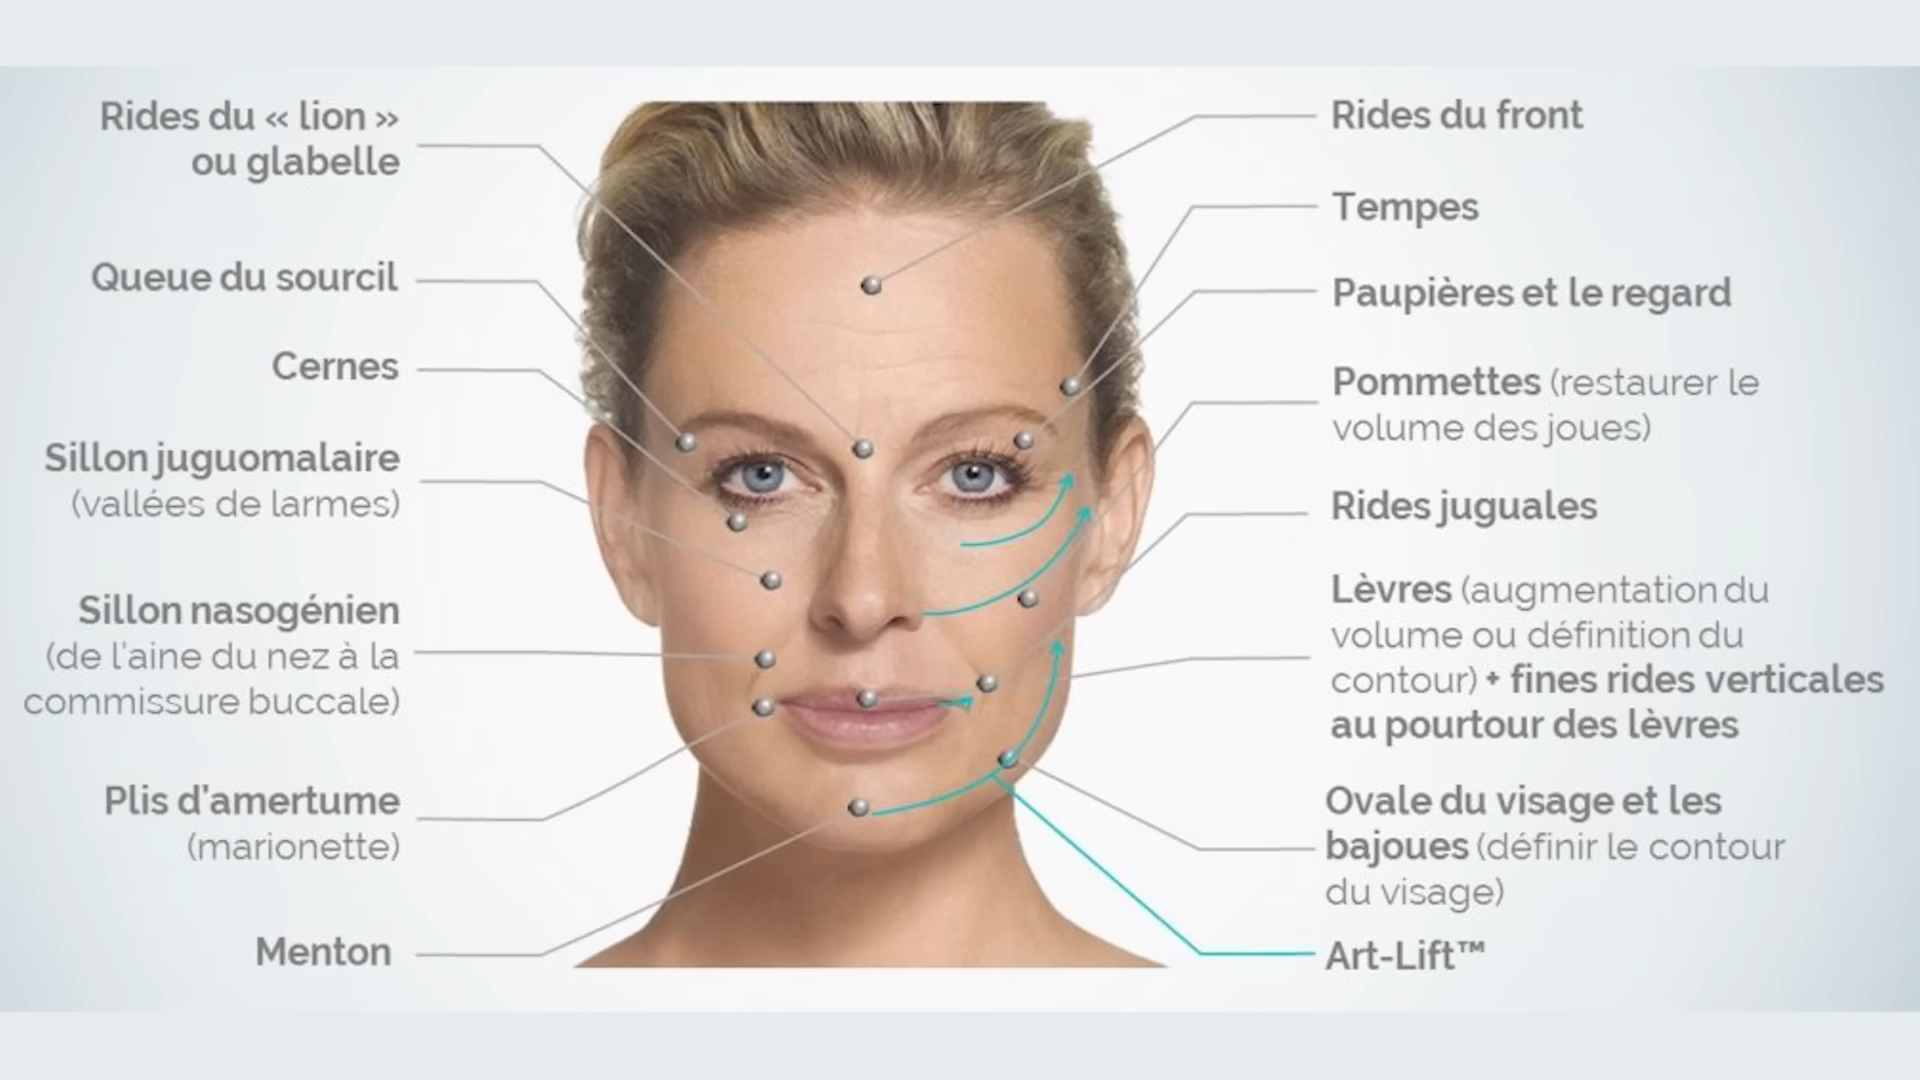 Rides du « lion »
ou glabelle
Queue du sourcil
Cernes
Sillon juguomalaire
(vallées de larmes)
Sillon nasogénien
(de l'aine du nez à la
commissure buccale)
Plis d'amertume
(marionette)
Menton
Rides du front
Tempes
Paupières et le regard
Pommettes (restaurer le
volume des joues)
Rides juguales
Lèvres (augmentation du
volume ou définition du
contour) + fines rides verticales
au pourtour des lèvres
Ovale du visage et les
bajoues (définir le contour
du visage)
Art-Lift™